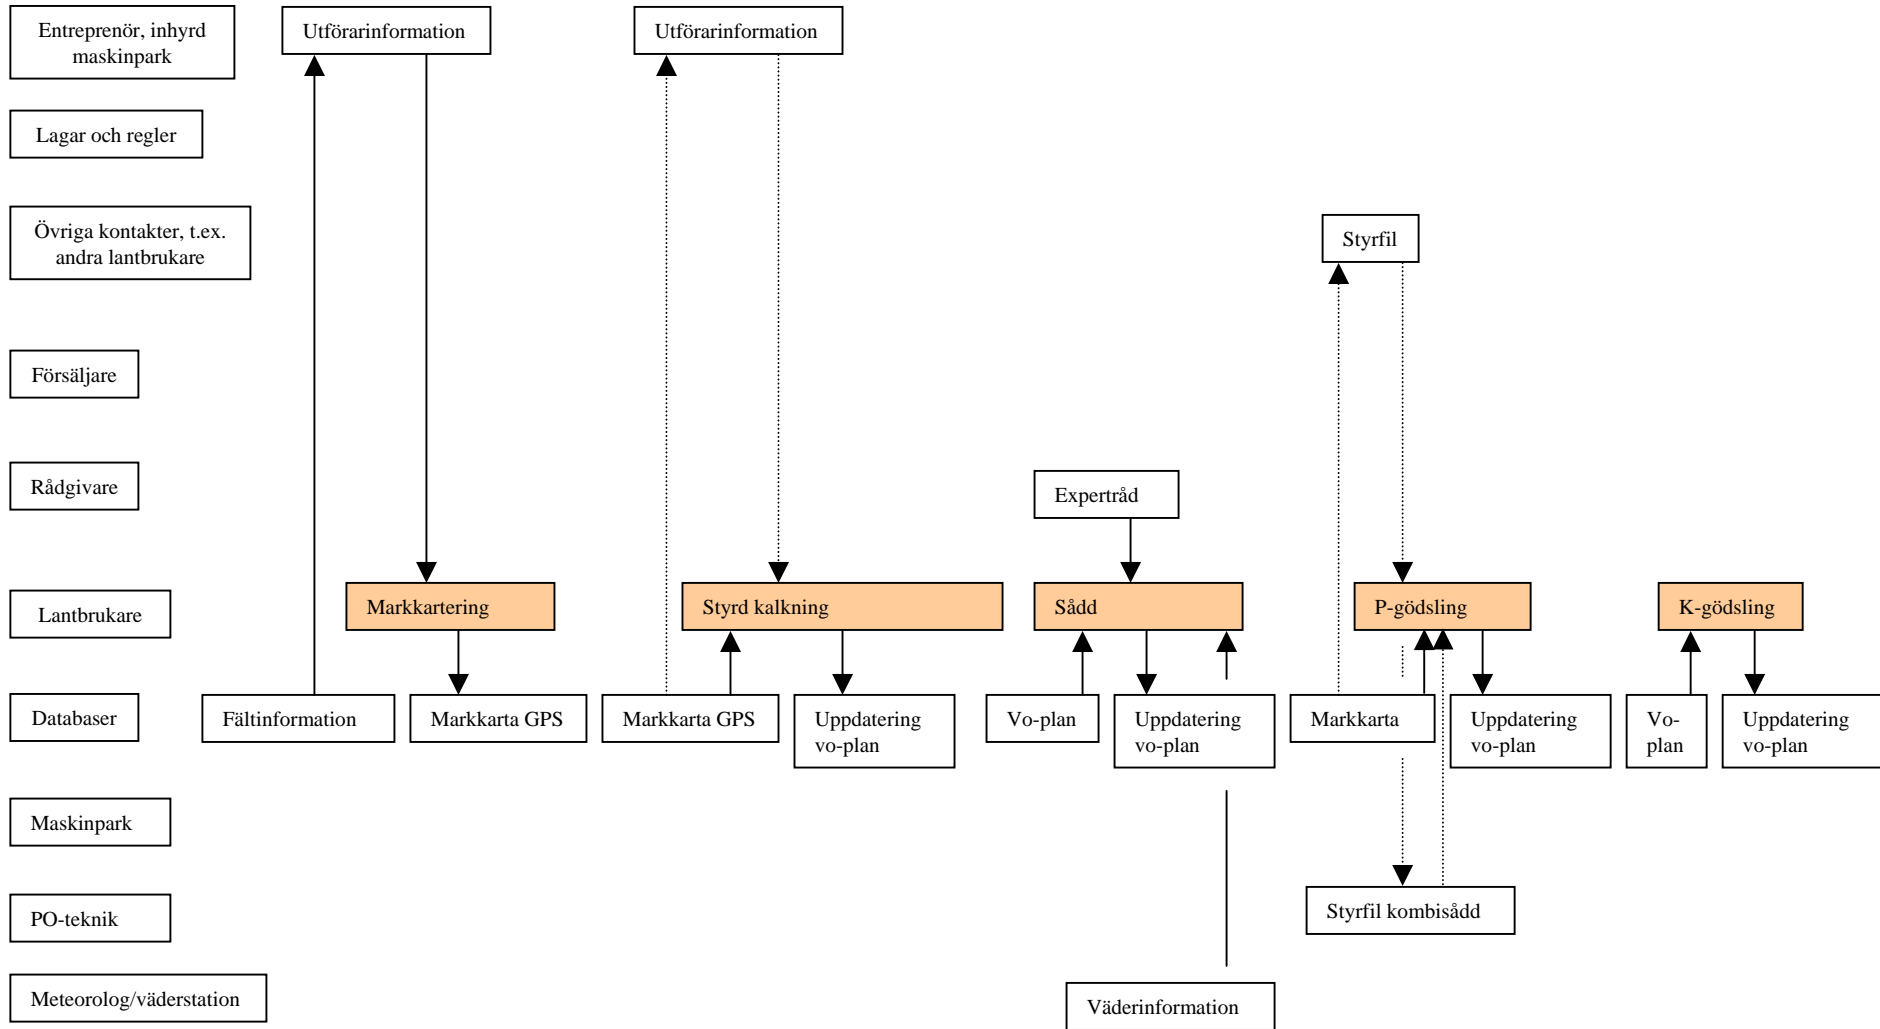 Entreprenör, inhyrd
maskinpark
Utförarinformation
Utförarinformation
Lagar och regler
Övriga kontakter, t.ex.
andra lantbrukare
Styrfil
Försäljare
Rådgivare
Expertråd
Lantbrukare
Markkartering
Styrd kalkning
Sådd
P-gödsling
K-gödsling
Databaser
Fältinformation
Markkarta GPS
Markkarta GPS
Uppdatering
vo-plan
Vo-plan
Uppdatering
vo-plan
Markkarta
Uppdatering
vo-plan
Vo-
plan
Uppdatering
vo-plan
Maskinpark
PO-teknik
Styrfil kombisådd
Meteorolog/väderstation
Väderinformation